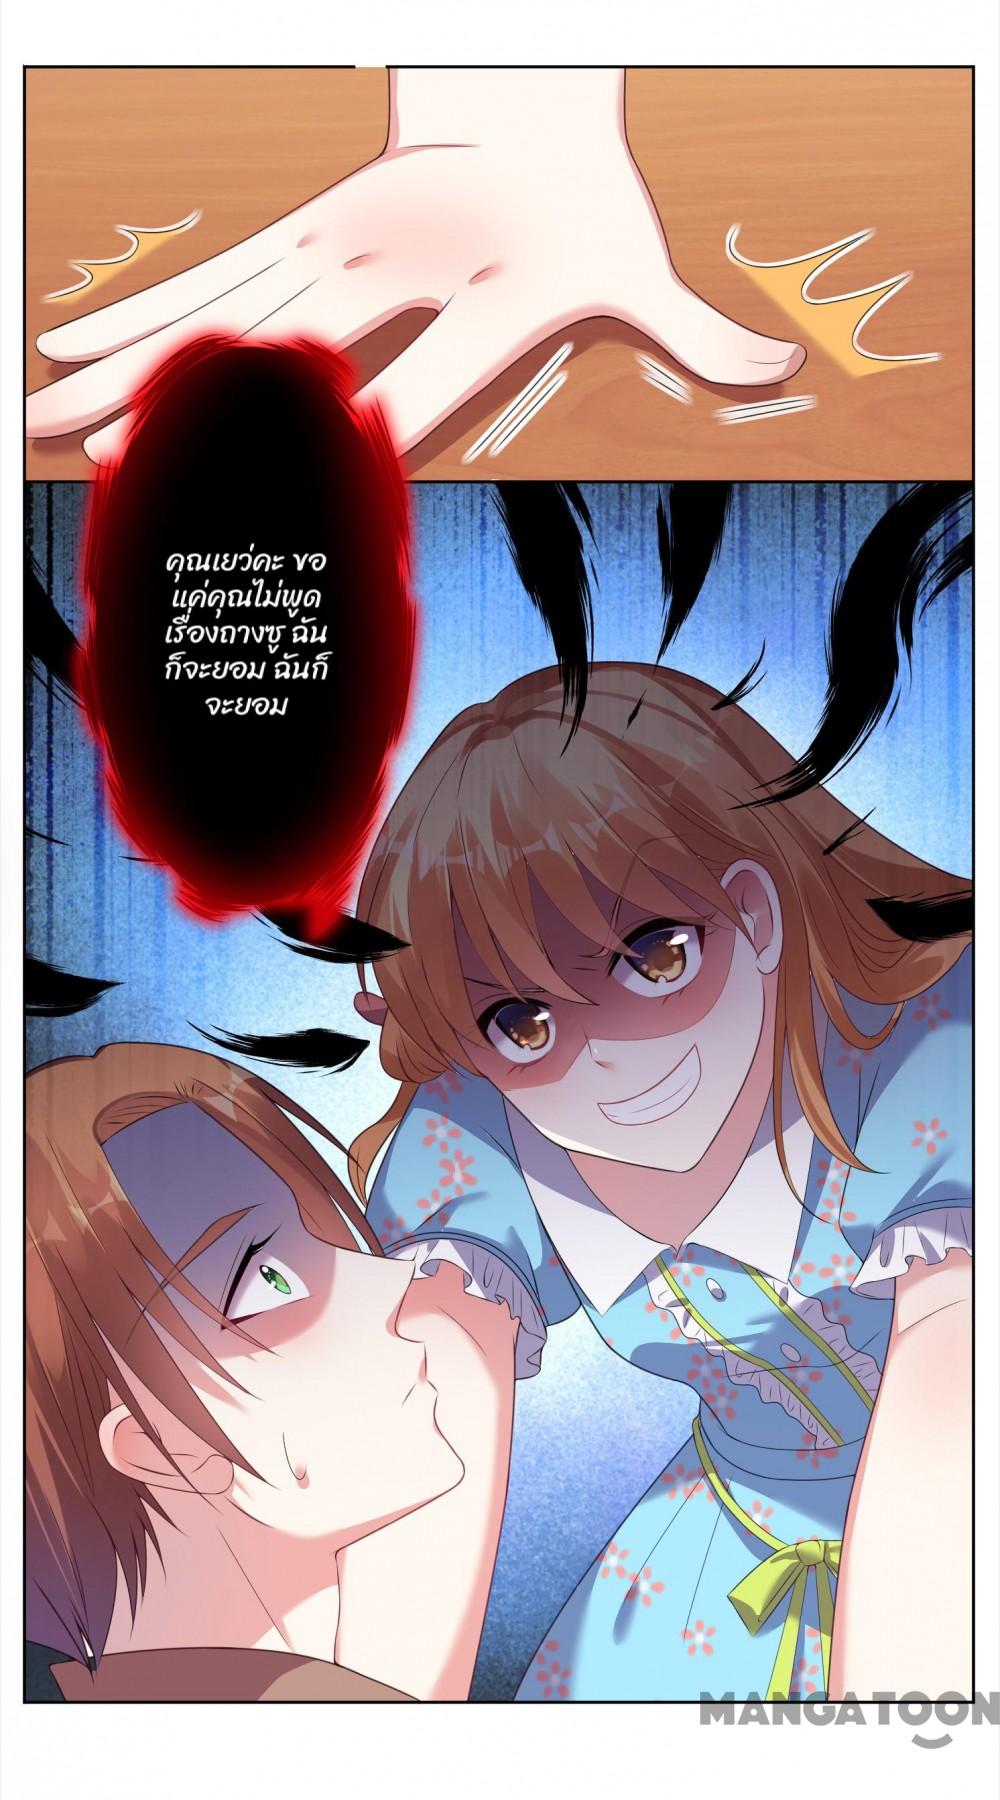 คุณเยว่คะ ขอ
แค่คุณไม่พูด
เรื่องถางซู ฉัน
ก็จะยอม ฉันก็
จะยอม
MANGATOON